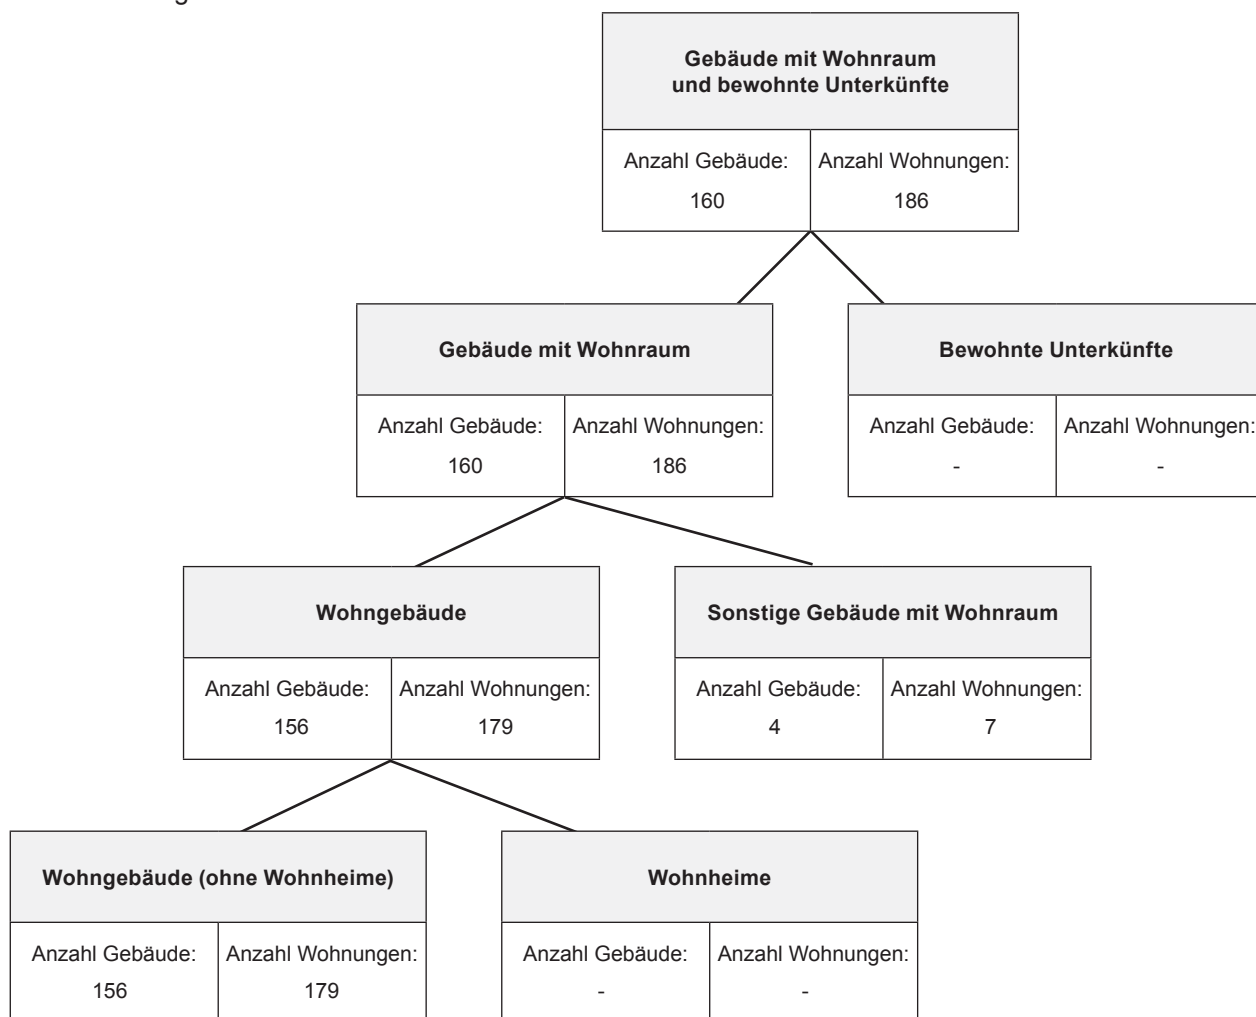 Gebäude mit Wohnraum
und bewohnte Unterkünfte
Anzahl Gebäude:
160
Anzahl Wohnungen:
186
Gebäude mit Wohnraum
Anzahl Gebäude:
160
Anzahl Wohnungen:
186
Bewohnte Unterkünfte
Anzahl Gebäude:
-
Anzahl Wohnungen:
-
Wohngebäude
Anzahl Gebäude:
156
Anzahl Wohnungen:
179
Sonstige Gebäude mit Wohnraum
Anzahl Gebäude:
4
Anzahl Wohnungen:
7
Wohngebäude (ohne Wohnheime)
Anzahl Gebäude:
156
Anzahl Wohnungen:
179
Wohnheime
Anzahl Gebäude:
-
Anzahl Wohnungen:
-